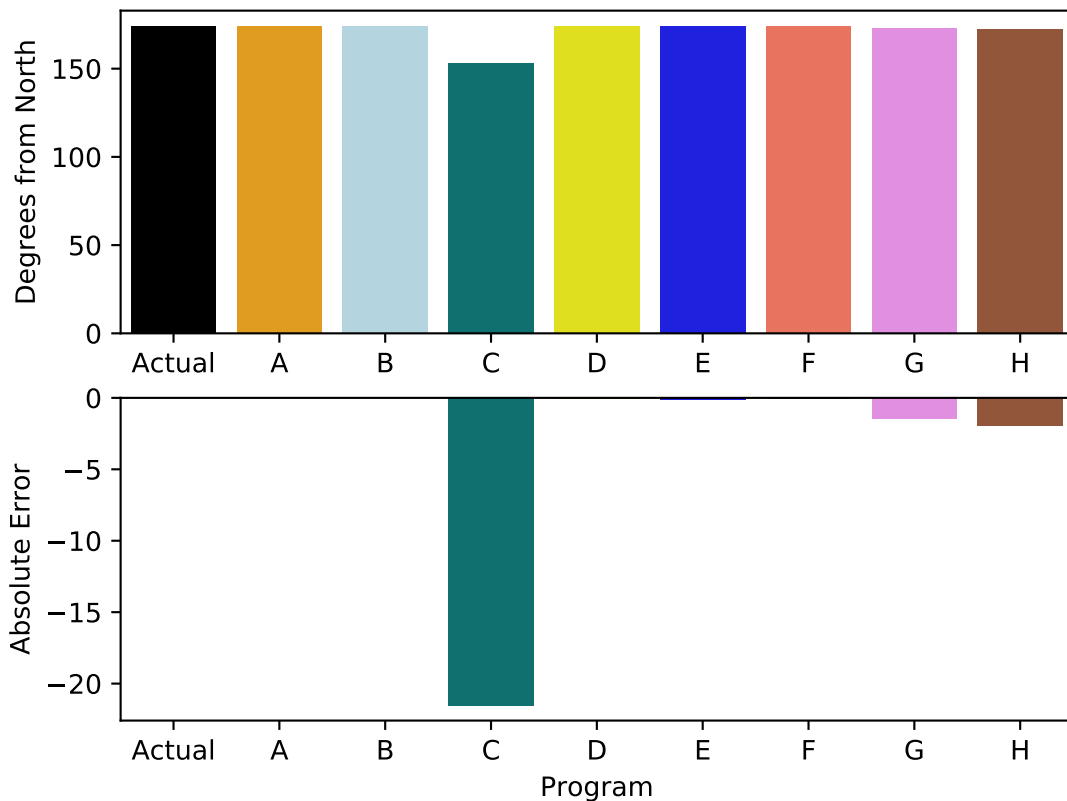 Degrees from North
150
100
50
0
Actual A B C D E F G H
Absolute Error
0
−5
−10
−15
−20
Actual A B C D E F G H
Program